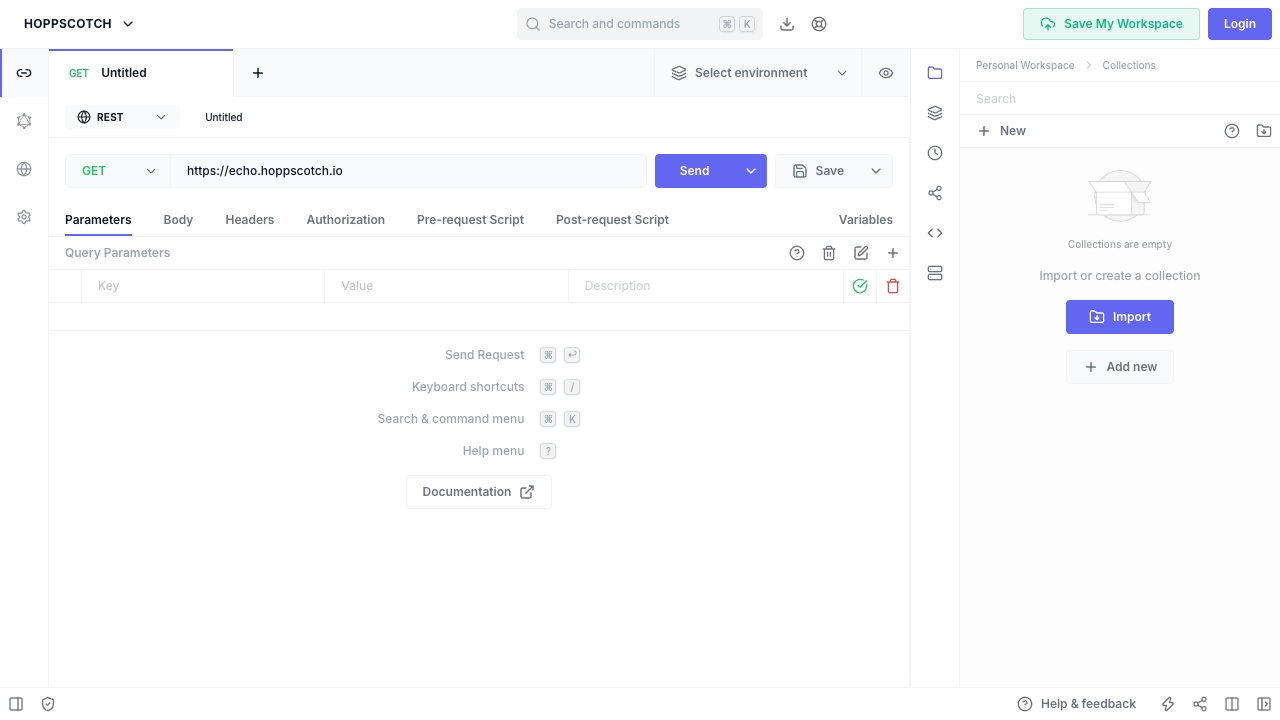 HOPPSCOTCH
Search and commands ⌘ K
Save My Workspace
Login
GET Untitled
Select environment
Personal Workspace > Collections
REST
Untitled
Search
New
GET
https://echo.hoppscotch.io
Send
Save
Parameters Body Headers Authorization Pre-request Script Post-request Script Variables
Query Parameters
Key Value Description
Collections are empty
Import or create a collection
Import
Add new
Send Request ⌘ ↩
Keyboard shortcuts ⌘ /
Search & command menu ⌘ K
Help menu ?
Documentation
Help & feedback